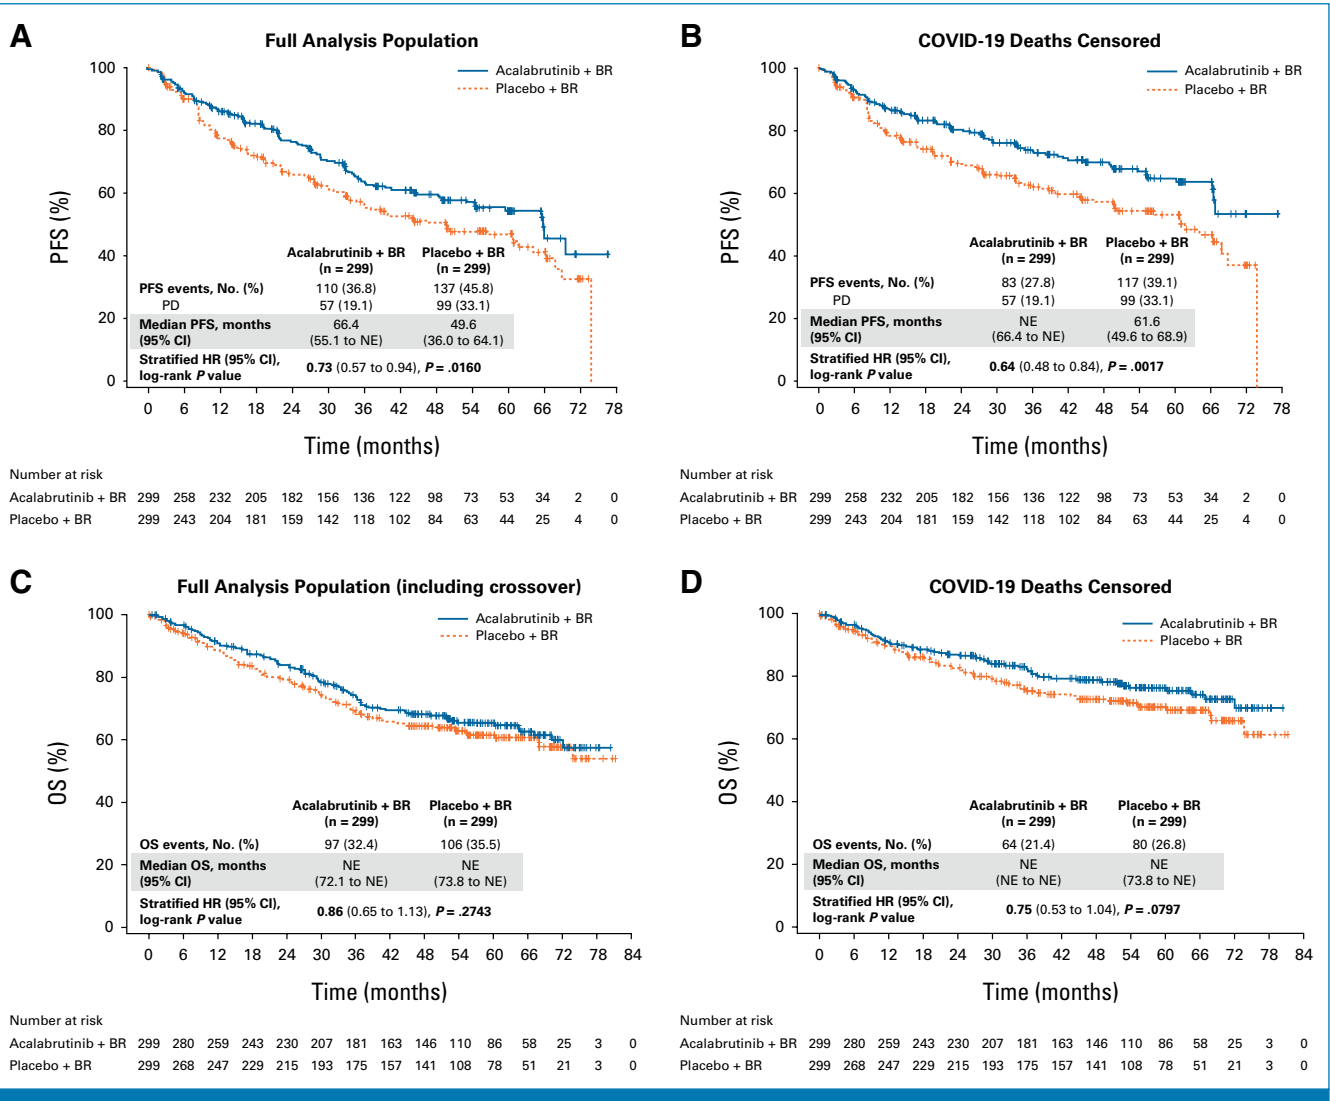 A
Full Analysis Population
Acalabrutinib + BR
Placebo + BR
PFS (%)
100
80
60
40
20
0
Acalabrutinib + BR Placebo + BR
(n = 299) (n = 299)
PFS events, No. (%) 110 (36.8) 137 (45.8)
PD 57 (19.1) 99 (33.1)
Median PFS, months 66.4 49.6
(95% CI) (55.1 to NE) (36.0 to 64.1)
Stratified HR (95% CI),
log-rank P value 0.73 (0.57 to 0.94), P = .0160
0 6 12 18 24 30 36 42 48 54 60 66 72 78
Time (months)
Number at risk
Acalabrutinib + BR 299 258 232 205 182 156 136 122 98 73 53 34 2 0
Placebo + BR 299 243 204 181 159 142 118 102 84 63 44 25 4 0
B
COVID-19 Deaths Censored
Acalabrutinib + BR
Placebo + BR
PFS (%)
100
80
60
40
20
0
Acalabrutinib + BR Placebo + BR
(n = 299) (n = 299)
PFS events, No. (%) 83 (27.8) 117 (39.1)
PD 57 (19.1) 99 (33.1)
Median PFS, months NE 61.6
(95% CI) (66.4 to NE) (49.6 to 68.9)
Stratified HR (95% CI),
log-rank P value 0.64 (0.48 to 0.84), P = .0017
0 6 12 18 24 30 36 42 48 54 60 66 72 78
Time (months)
Number at risk
Acalabrutinib + BR 299 258 232 205 182 156 136 122 98 73 53 34 2 0
Placebo + BR 299 243 204 181 159 142 118 102 84 63 44 25 4 0
C
Full Analysis Population (including crossover)
Acalabrutinib + BR
Placebo + BR
OS (%)
100
80
60
40
20
0
Acalabrutinib + BR Placebo + BR
(n = 299) (n = 299)
OS events, No. (%) 97 (32.4) 106 (35.5)
Median OS, months NE NE
(95% CI) (72.1 to NE) (73.8 to NE)
Stratified HR (95% CI),
log-rank P value 0.86 (0.65 to 1.13), P = .2743
0 6 12 18 24 30 36 42 48 54 60 66 72 78 84
Time (months)
Number at risk
Acalabrutinib + BR 299 280 259 243 230 207 181 163 146 110 86 58 25 3 0
Placebo + BR 299 268 247 229 215 193 175 157 141 108 78 51 21 3 0
D
COVID-19 Deaths Censored
Acalabrutinib + BR
Placebo + BR
OS (%)
100
80
60
40
20
0
Acalabrutinib + BR Placebo + BR
(n = 299) (n = 299)
OS events, No. (%) 64 (21.4) 80 (26.8)
Median OS, months NE NE
(95% CI) (NE to NE) (73.8 to NE)
Stratified HR (95% CI),
log-rank P value 0.75 (0.53 to 1.04), P = .0797
0 6 12 18 24 30 36 42 48 54 60 66 72 78 84
Time (months)
Number at risk
Acalabrutinib + BR 299 280 259 243 230 207 181 163 146 110 86 58 25 3 0
Placebo + BR 299 268 247 229 215 193 175 157 141 108 78 51 21 3 0